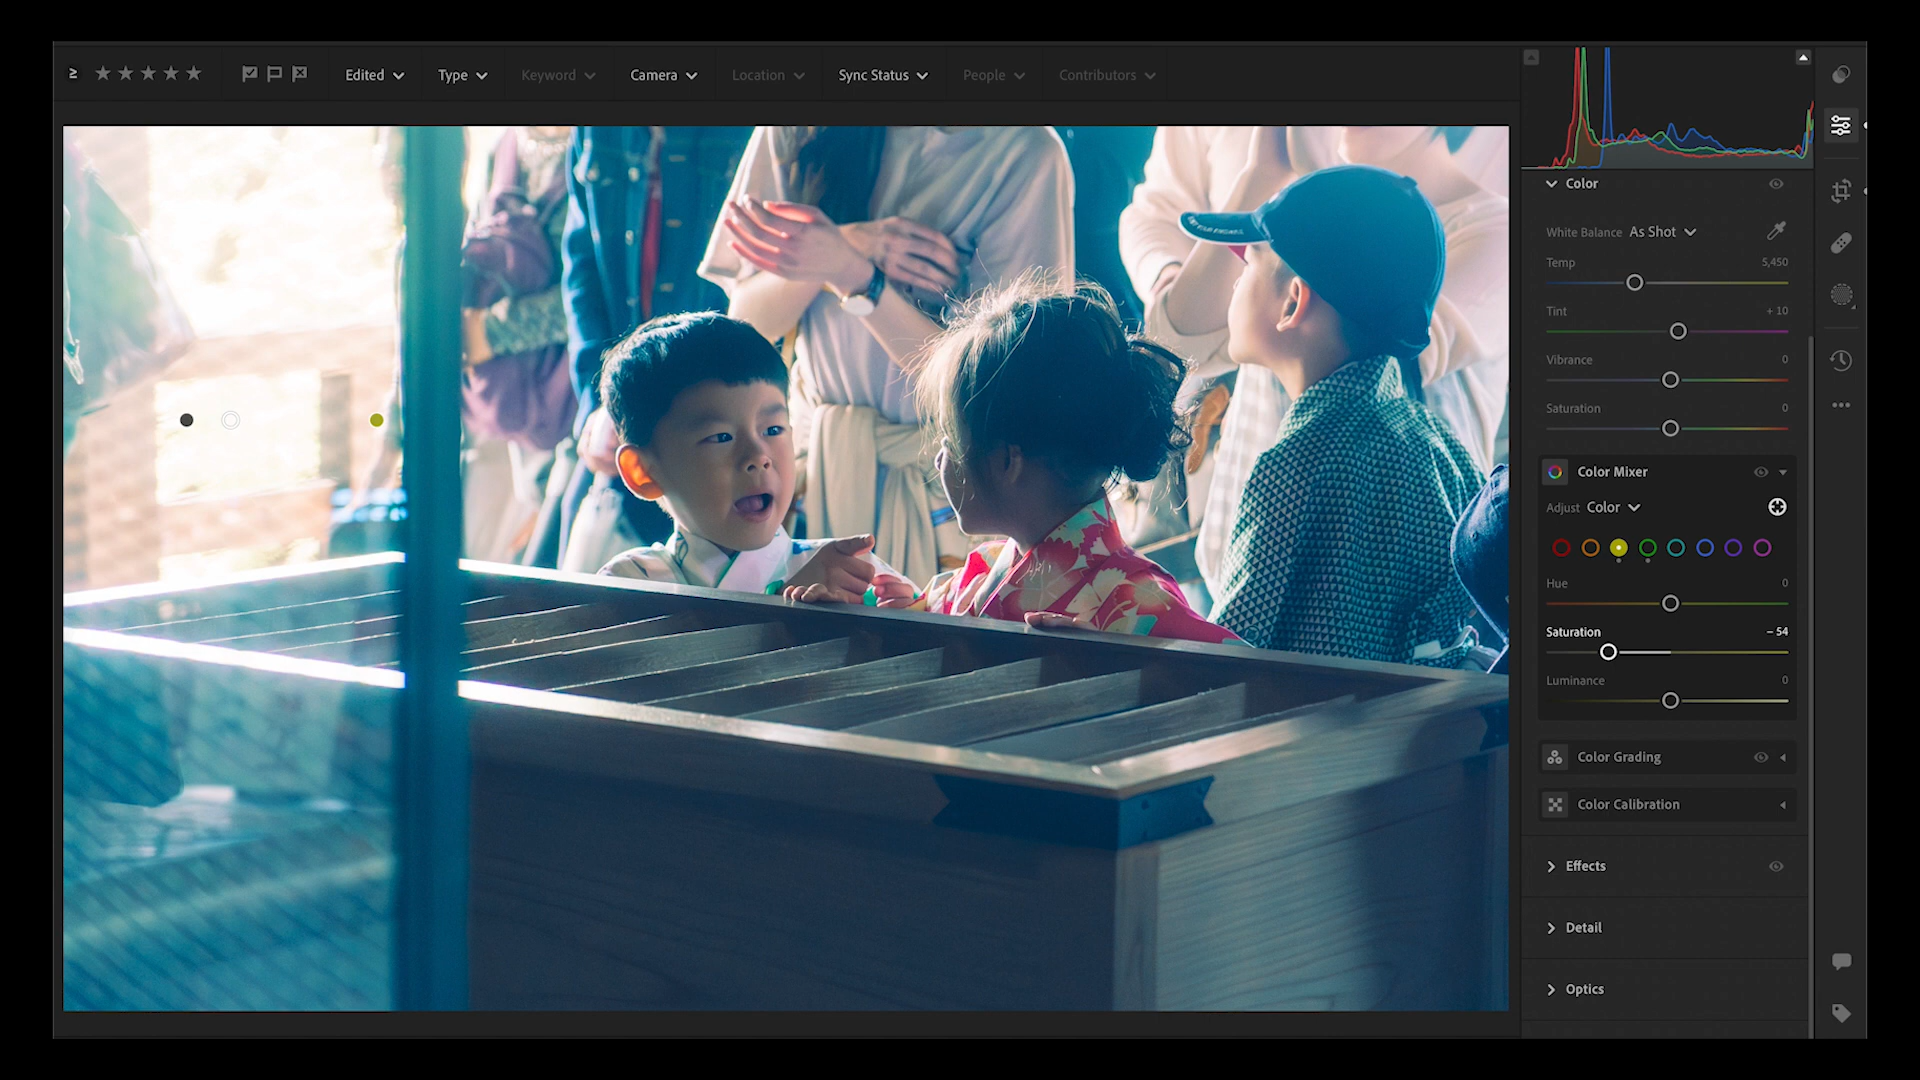 ≥
Edited
Type
Keyword
Camera
Location
Sync Status
People
Contributors
Color
White Balance As Shot
Temp 5,450
Tint + 10
Vibrance 0
Saturation 0
Color Mixer
Adjust Color
Hue 0
Saturation – 54
Luminance 0
Color Grading
Color Calibration
Effects
Detail
Optics